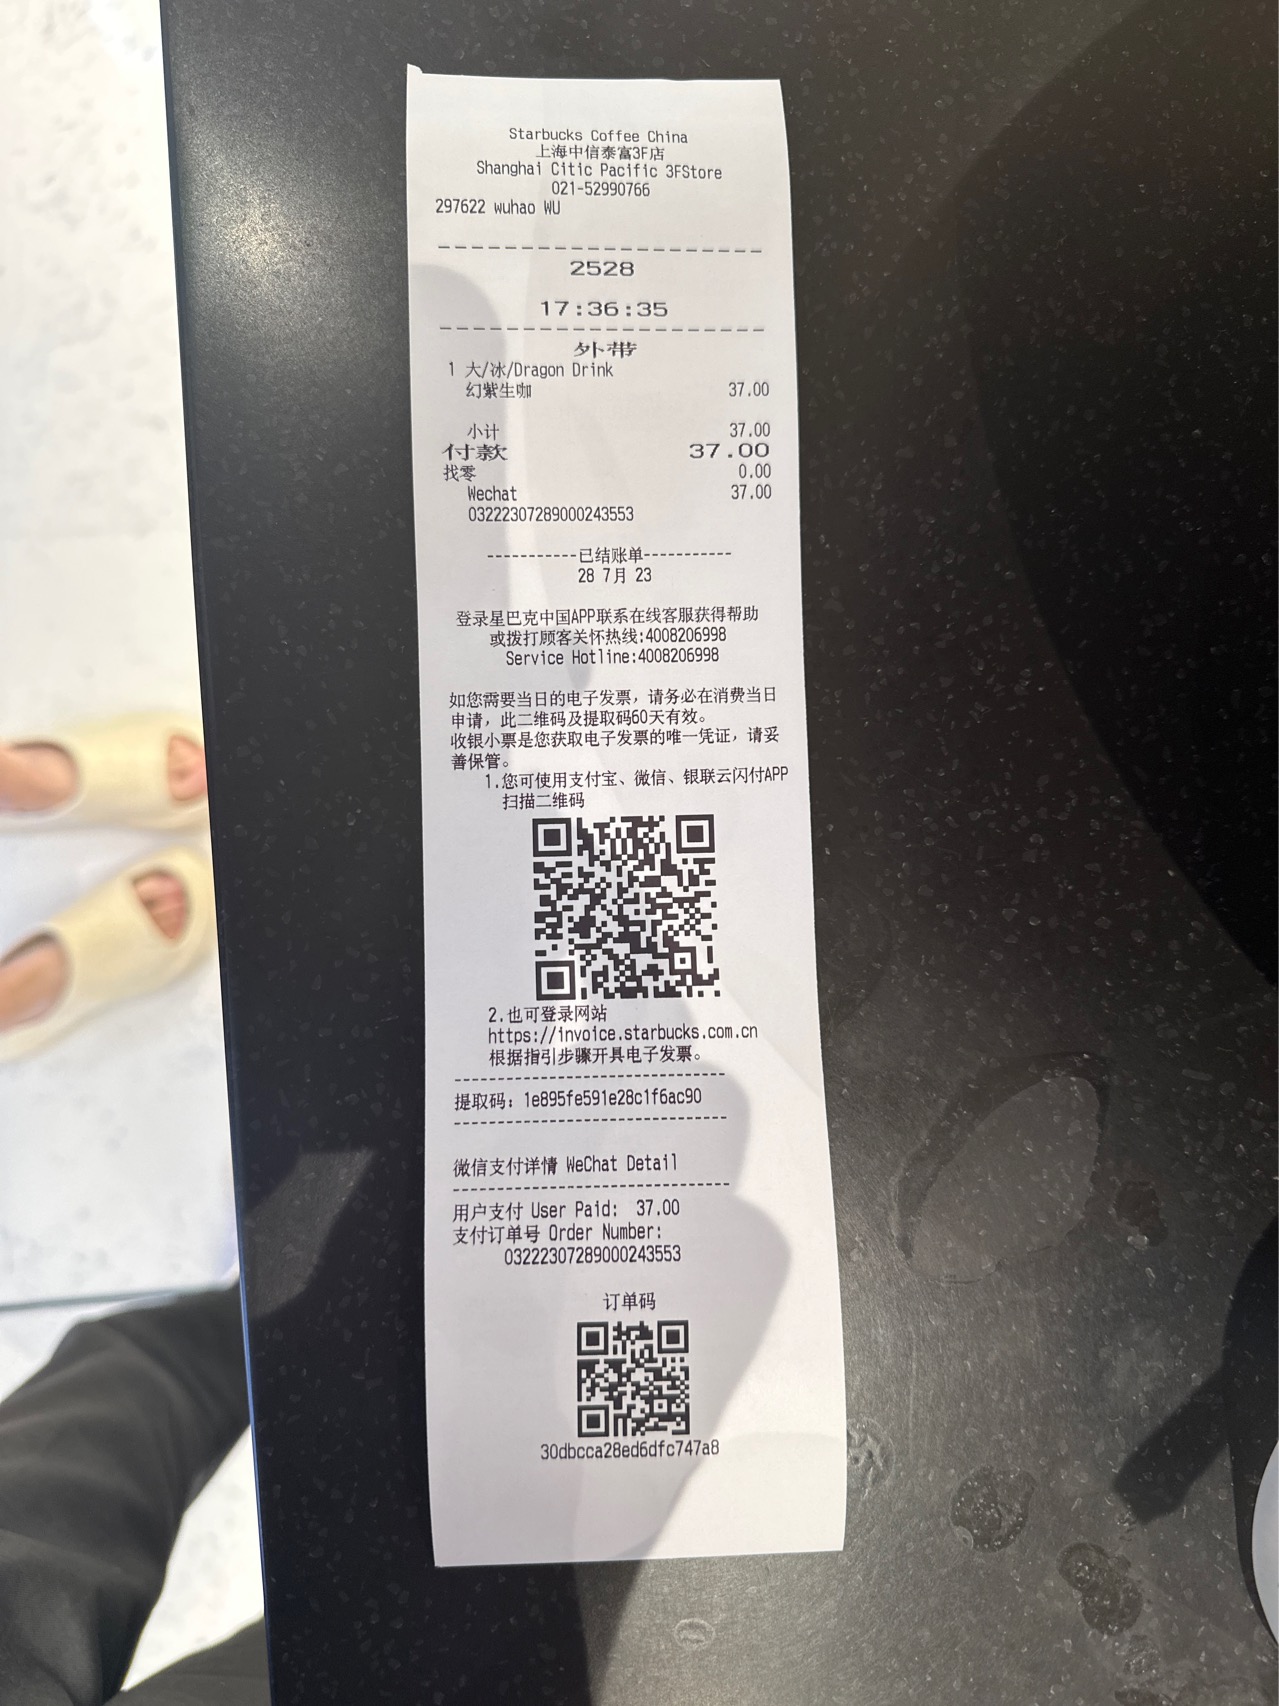 Starbucks Coffee China
上海中信泰富3F店
Shanghai Citic Pacific 3FStore
021-52990766
297622 wuhao WU
--------------------
2528
17:36:35
--------------------
外带
1 大/冰/Dragon Drink
幻紫生咖 37.00
小计 37.00
付款 37.00
找零 0.00
Wechat 37.00
03222307289000243553
-----------已结账单-----------
28 7月 23
登录星巴克中国APP联系在线客服获得帮助
或拨打顾客关怀热线:4008206998
Service Hotline:4008206998
如您需要当日的电子发票，请务必在消费当日
申请，此二维码及提取码60天有效。
收银小票是您获取电子发票的唯一凭证，请妥
善保管。
1.您可使用支付宝、微信、银联云闪付APP
扫描二维码
2.也可登录网站
https://invoice.starbucks.com.cn
根据指引步骤开具电子发票。
---------------------------------
提取码: 1e895fe591e28c1f6ac90
---------------------------------
微信支付详情 WeChat Detail
---------------------------------
用户支付 User Paid: 37.00
支付订单号 Order Number:
03222307289000243553
订单码
30dbcca28ed6dfc747a8